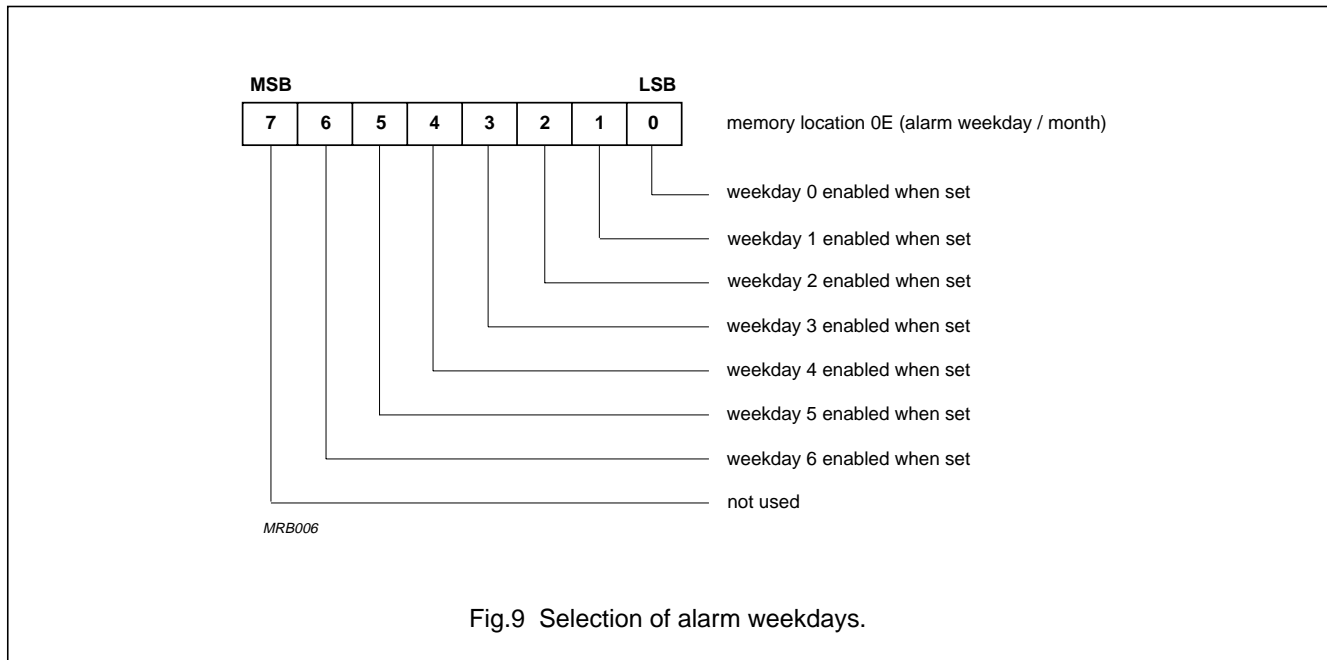 MSB LSB
7 6 5 4 3 2 1 0 memory location 0E (alarm weekday / month)
weekday 0 enabled when set
weekday 1 enabled when set
weekday 2 enabled when set
weekday 3 enabled when set
weekday 4 enabled when set
weekday 5 enabled when set
weekday 6 enabled when set
not used
MRB006
Fig.9 Selection of alarm weekdays.